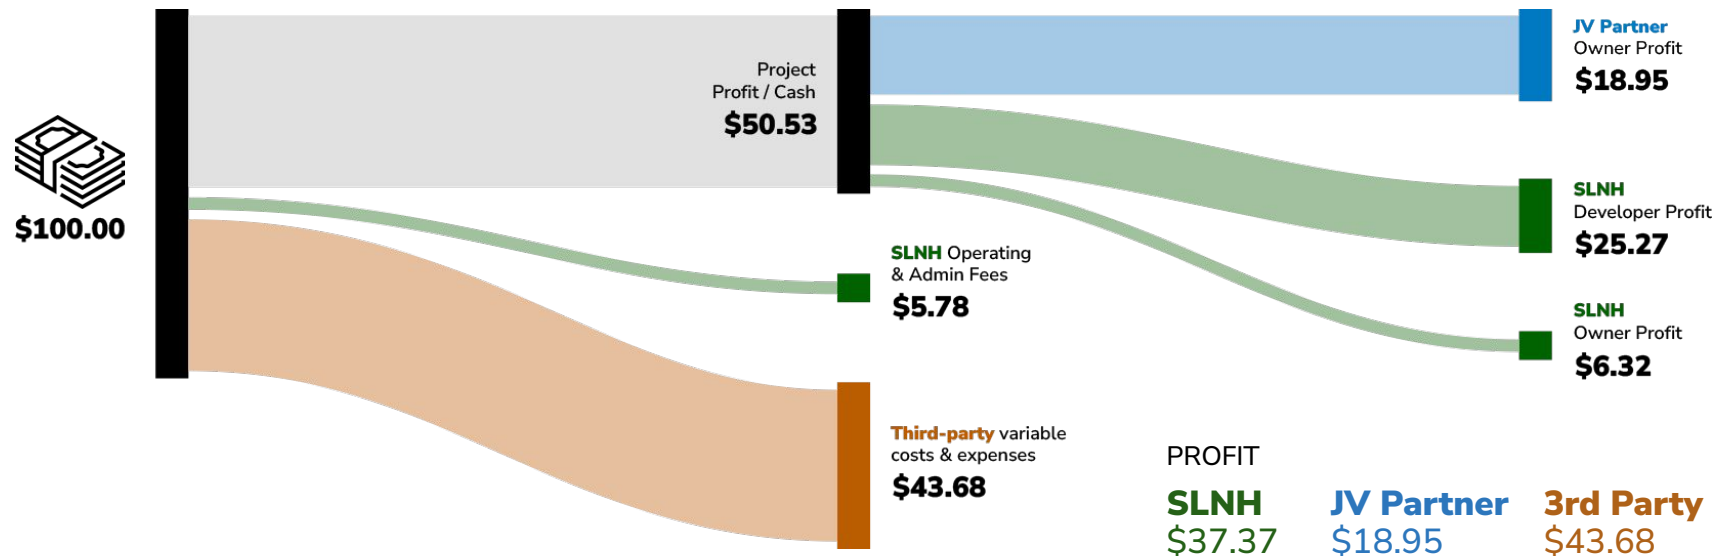 $100.00
Project
Profit / Cash
$50.53
SLNH Operating
& Admin Fees
$5.78
Third-party variable
costs & expenses
$43.68
JV Partner
Owner Profit
$18.95
SLNH
Developer Profit
$25.27
SLNH
Owner Profit
$6.32
PROFIT
SLNH JV Partner 3rd Party
$37.37 $18.95 $43.68